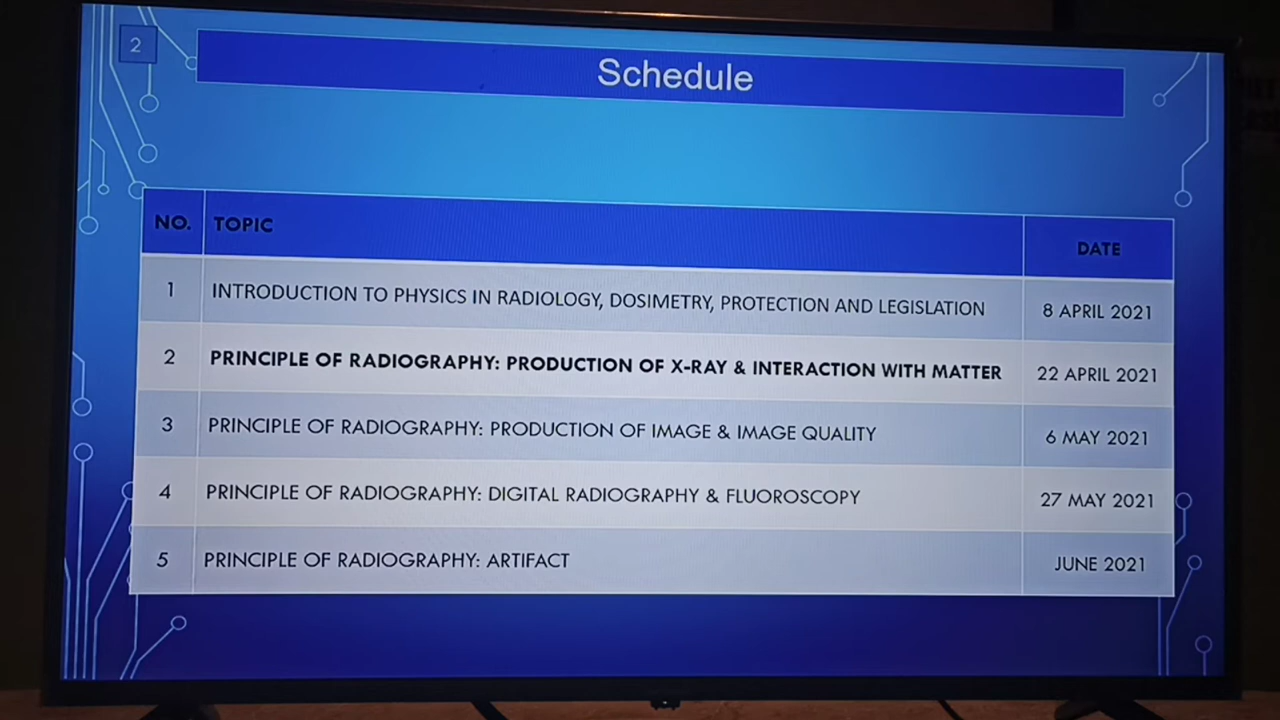 2
Schedule
NO. TOPIC DATE
1 INTRODUCTION TO PHYSICS IN RADIOLOGY, DOSIMETRY, PROTECTION AND LEGISLATION 8 APRIL 2021
2 PRINCIPLE OF RADIOGRAPHY: PRODUCTION OF X-RAY & INTERACTION WITH MATTER 22 APRIL 2021
3 PRINCIPLE OF RADIOGRAPHY: PRODUCTION OF IMAGE & IMAGE QUALITY 6 MAY 2021
4 PRINCIPLE OF RADIOGRAPHY: DIGITAL RADIOGRAPHY & FLUOROSCOPY 27 MAY 2021
5 PRINCIPLE OF RADIOGRAPHY: ARTIFACT JUNE 2021